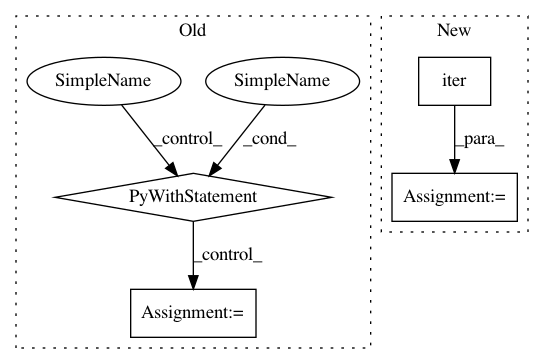 Old
New
SimpleName
SimpleName
iter
_control_
_cond_
_para_
PyWithStatement
Assignment:=
_control_
Assignment:=